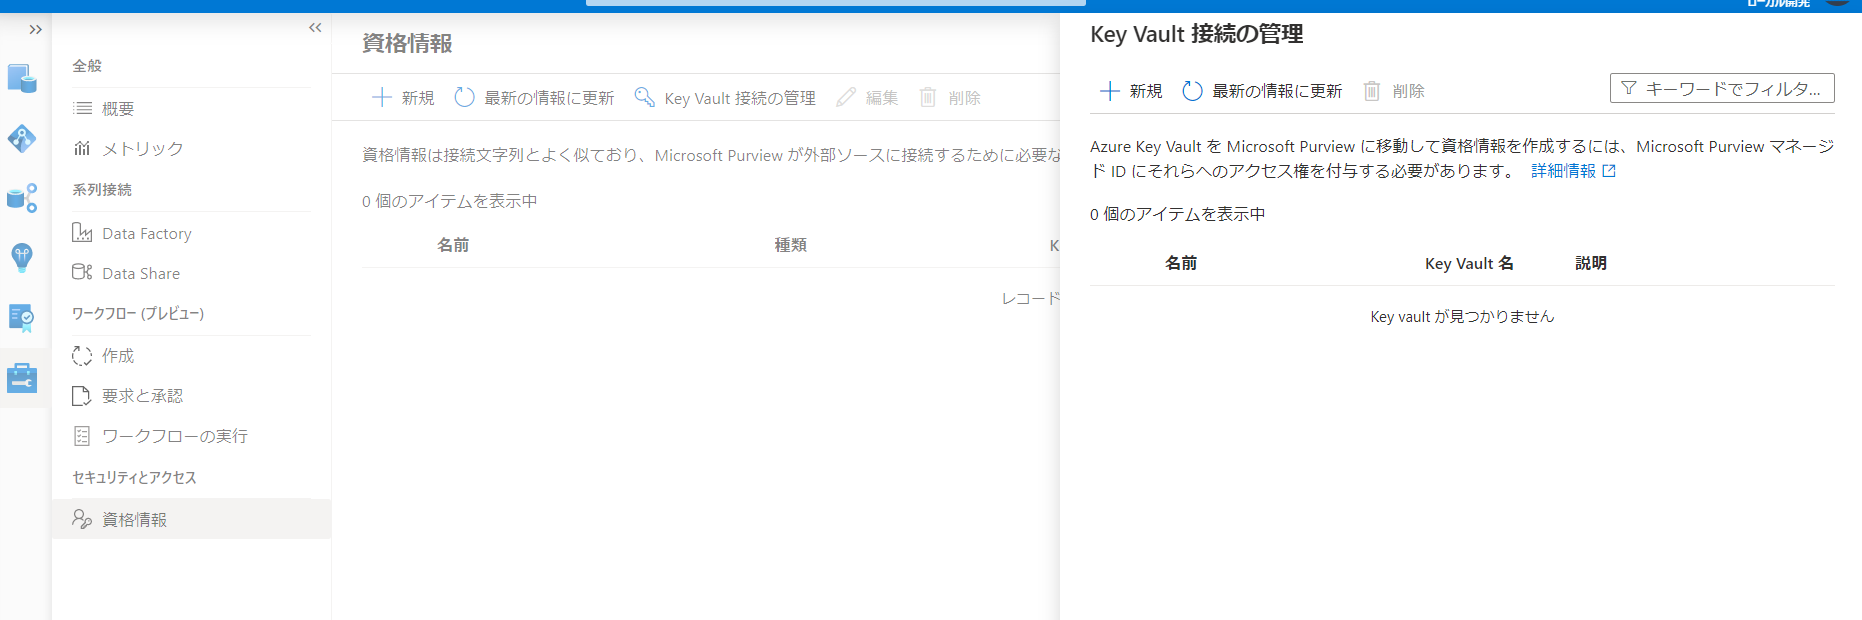 ローカル開発
全般
概要
メトリック
系列接続
Data Factory
Data Share
ワークフロー (プレビュー)
作成
要求と承認
ワークフローの実行
セキュリティとアクセス
資格情報
資格情報
新規 最新の情報に更新 Key Vault 接続の管理 編集 削除
資格情報は接続文字列とよく似ており、Microsoft Purview が外部ソースに接続するために必要な
0 個のアイテムを表示中
名前 種類 K
レコード
Key Vault 接続の管理
新規 最新の情報に更新 削除 キーワードでフィルタ...
Azure Key Vault を Microsoft Purview に移動して資格情報を作成するには、Microsoft Purview マネージ
ド ID にそれらへのアクセス権を付与する必要があります。 詳細情報
0 個のアイテムを表示中
名前 Key Vault 名 説明
Key vault が見つかりません